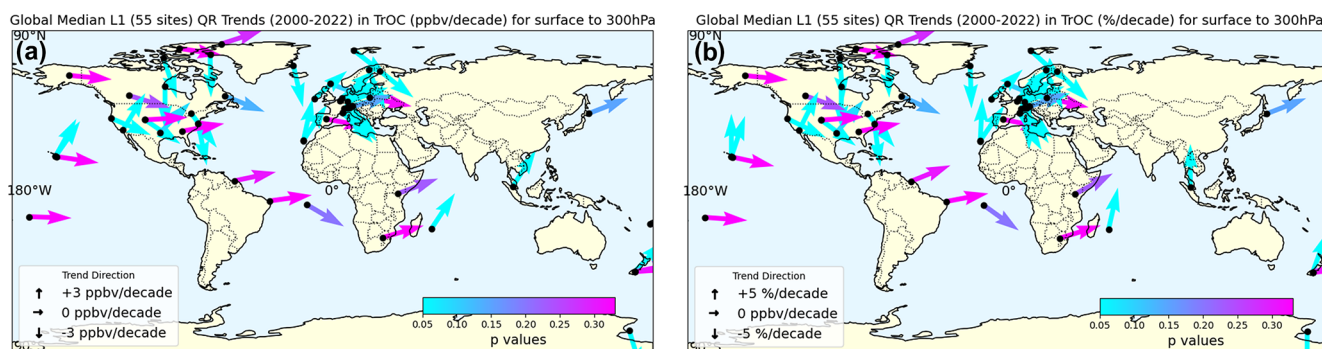 Global Median L1 (55 sites) QR Trends (2000-2022) in TrOC (ppbv/decade) for surface to 300hPa
90°N
(a)
180°W
0°
Trend Direction
↑ +3 ppbv/decade
→ 0 ppbv/decade
↓ -3 ppbv/decade
0.05 0.10 0.15 0.20 0.25 0.30
p values
90°S
Global Median L1 (55 sites) QR Trends (2000-2022) in TrOC (%/decade) for surface to 300hPa
90°N
(b)
180°W
0°
Trend Direction
↑ +5 %/decade
→ 0 ppbv/decade
↓ -5 %/decade
0.05 0.10 0.15 0.20 0.25 0.30
p values